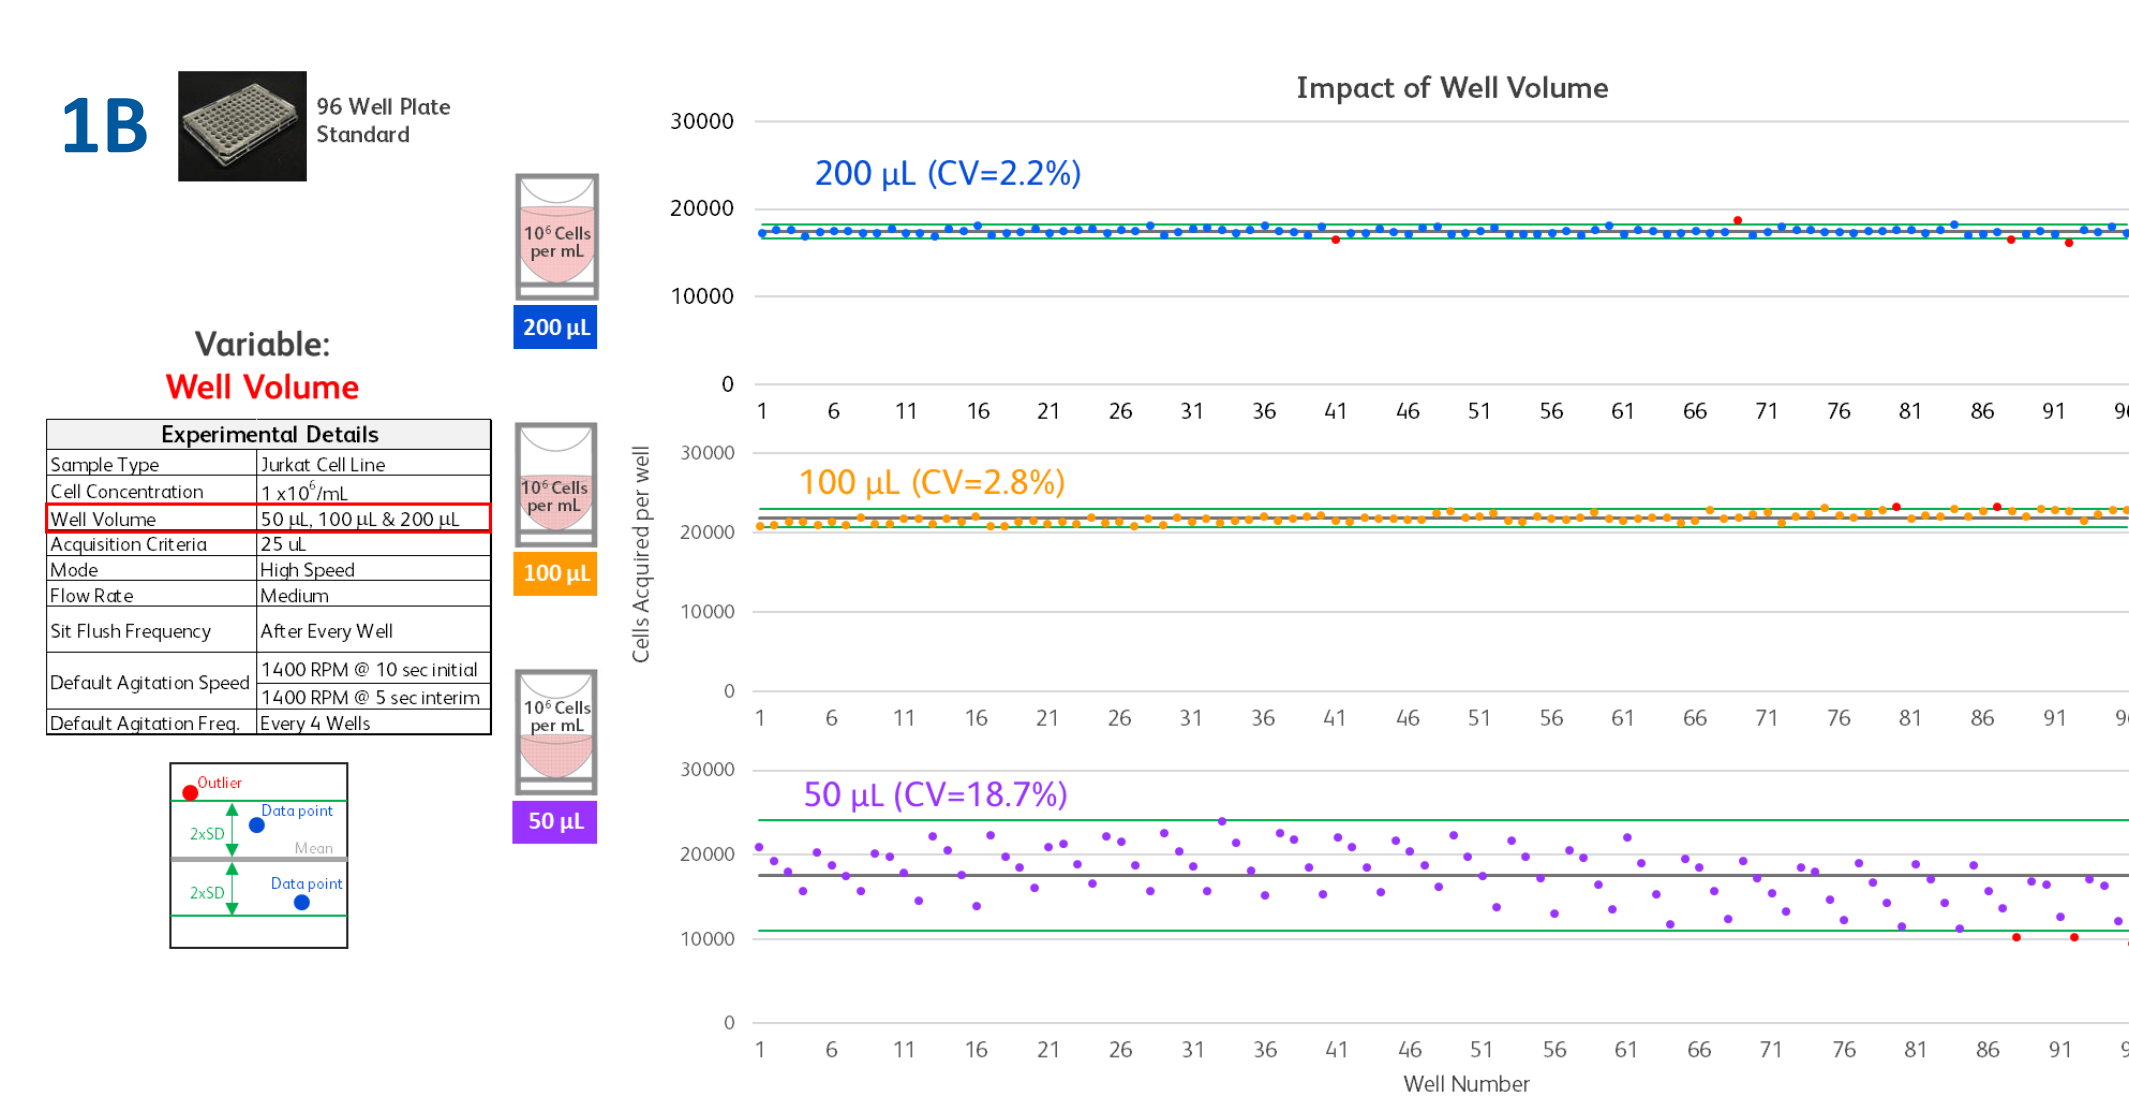 1B
96 Well Plate
Standard
Variable:
Well Volume
Experimental Details
Sample Type Jurkat Cell Line
Cell Concentration 1 x10⁶/mL
Well Volume 50 µL, 100 µL & 200 µL
Acquisition Criteria 25 uL
Mode High Speed
Flow Rate Medium
Sit Flush Frequency After Every Well
Default Agitation Speed 1400 RPM @ 10 sec initial
1400 RPM @ 5 sec interim
Default Agitation Freq. Every 4 Wells
Outlier
Data point
2xSD
Mean
Data point
2xSD
10⁶ Cells
per mL
200 µL
10⁶ Cells
per mL
100 µL
10⁶ Cells
per mL
50 µL
Impact of Well Volume
Cells Acquired per well
200 µL (CV=2.2%)
30000
20000
10000
0
1 6 11 16 21 26 31 36 41 46 51 56 61 66 71 76 81 86 91 96
100 µL (CV=2.8%)
30000
20000
10000
0
1 6 11 16 21 26 31 36 41 46 51 56 61 66 71 76 81 86 91 9
50 µL (CV=18.7%)
30000
20000
10000
0
1 6 11 16 21 26 31 36 41 46 51 56 61 66 71 76 81 86 91 9
Well Number